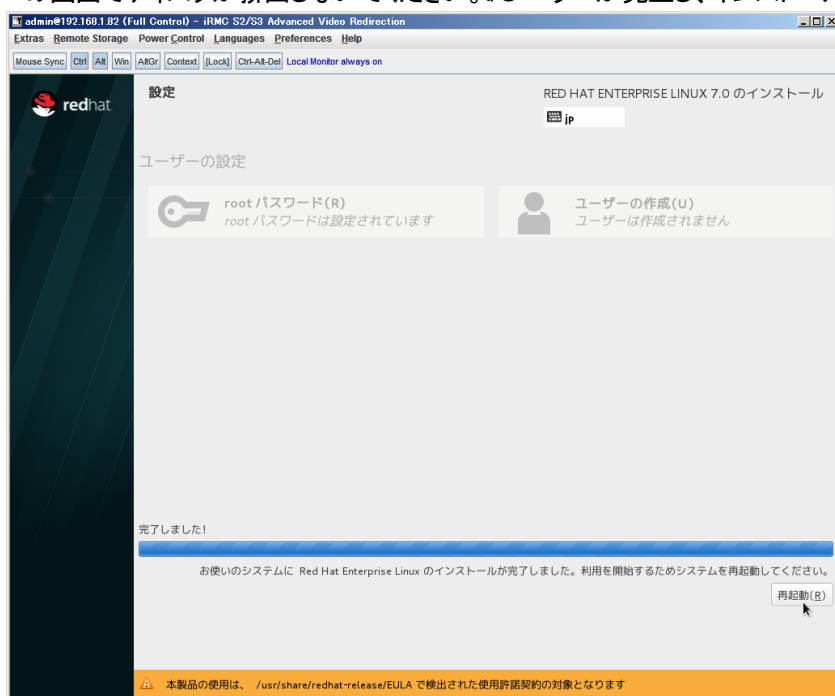 admin@192.168.1.82 (Full Control) - iRMC S2/S3 Advanced Video Redirection
Extras Remote Storage Power Control Languages Preferences Help
Mouse Sync Ctrl Alt Win AltGr Context [Lock] Ctrl-Alt-Del Local Monitor always on
redhat.
設定
RED HAT ENTERPRISE LINUX 7.0 のインストール
jp
ユーザーの設定
root パスワード(R)
root パスワードは設定されています
ユーザーの作成(U)
ユーザーは作成されません
完了しました!
お使いのシステムに Red Hat Enterprise Linux のインストールが完了しました。利用を開始するためシステムを再起動してください。
再起動(R)
本製品の使用は、 /usr/share/redhat-release/EULA で検出された使用許諾契約の対象となります